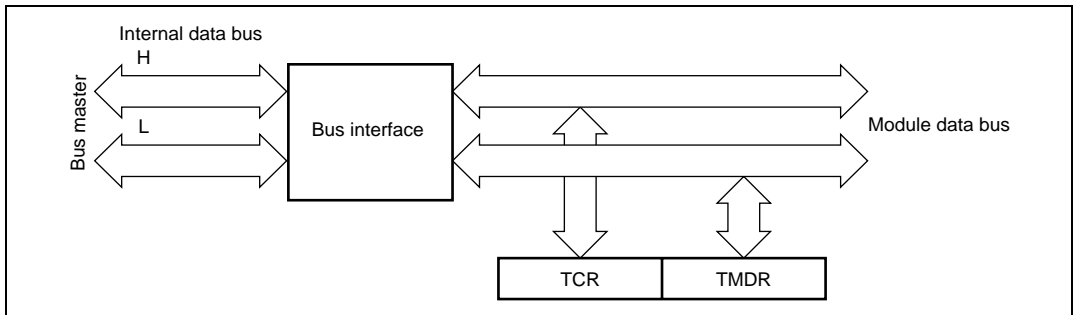 Internal data bus
H
Bus master
L
Bus interface
Module data bus
TCR
TMDR